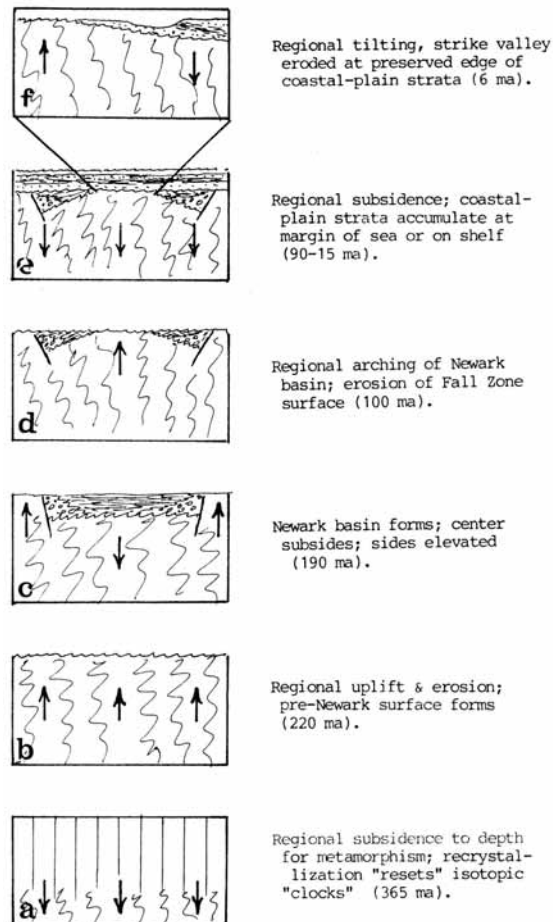 f
Regional tilting, strike valley
eroded at preserved edge of
coastal-plain strata (6 ma).
e
Regional subsidence; coastal-
plain strata accumulate at
margin of sea or on shelf
(90-15 ma).
d
Regional arching of Newark
basin; erosion of Fall Zone
surface (100 ma).
c
Newark basin forms; center
subsides; sides elevated
(190 ma).
b
Regional uplift & erosion;
pre-Newark surface forms
(220 ma).
a
Regional subsidence to depth
for metamorphism; recrystal-
lization "resets" isotopic
"clocks" (365 ma).